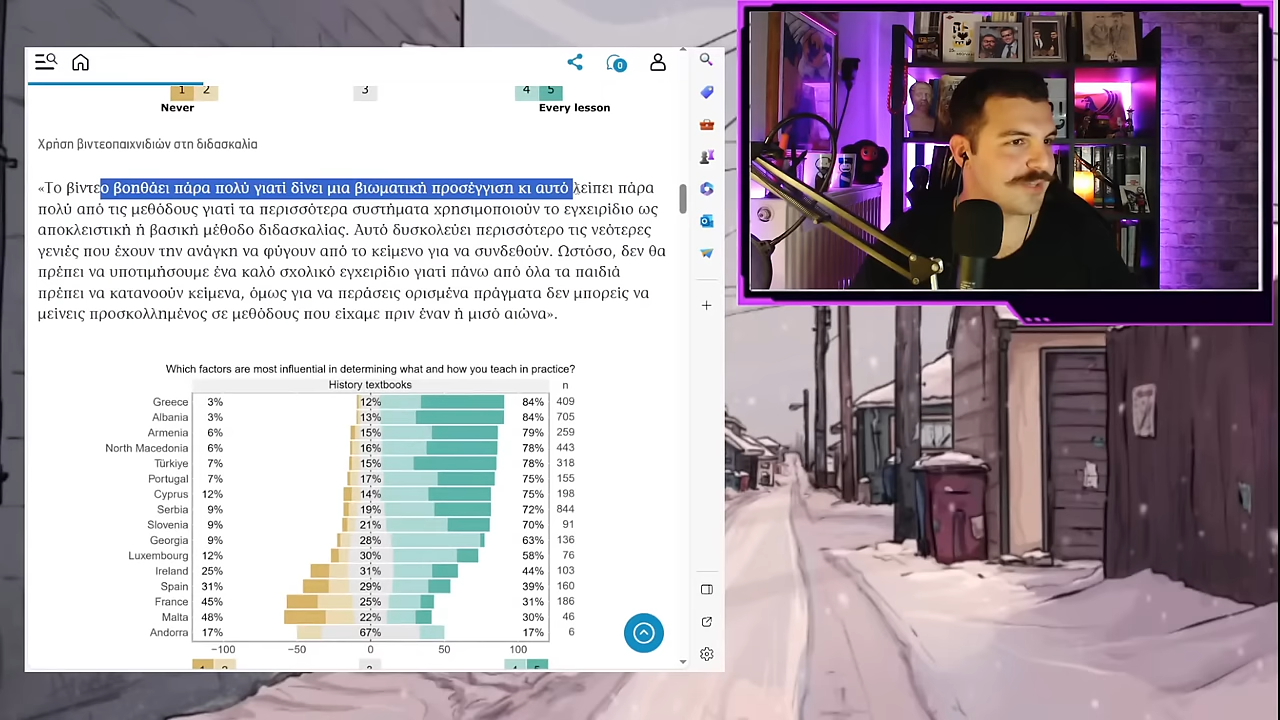 0
1 2 3 4 5
Never Every lesson
Χρήση βιντεοπαιχνιδιών στη διδασκαλία
«Το βίντεο βοηθάει πάρα πολύ γιατί δίνει μια βιωματική προσέγγιση κι αυτό λείπει πάρα
πολύ από τις μεθόδους γιατί τα περισσότερα συστήματα χρησιμοποιούν το εγχειρίδιο ως
αποκλειστική ή βασική μέθοδο διδασκαλίας. Αυτό δυσκολεύει περισσότερο τις νεότερες
γενιές που έχουν την ανάγκη να φύγουν από το κείμενο για να συνδεθούν. Ωστόσο, δεν θα
πρέπει να υποτιμήσουμε ένα καλό σχολικό εγχειρίδιο γιατί πάνω από όλα τα παιδιά
πρέπει να κατανοούν κείμενα, όμως για να περάσεις ορισμένα πράγματα δεν μπορείς να
μείνεις προσκολλημένος σε μεθόδους που είχαμε πριν έναν ή μισό αιώνα».
Which factors are most influential in determining what and how you teach in practice?
History textbooks n
Greece 3% 12% 84% 409
Albania 3% 13% 84% 705
Armenia 6% 15% 79% 259
North Macedonia 6% 16% 78% 443
Türkiye 7% 15% 78% 318
Portugal 7% 17% 75% 155
Cyprus 12% 14% 75% 198
Serbia 9% 19% 72% 844
Slovenia 9% 21% 70% 91
Georgia 9% 28% 63% 136
Luxembourg 12% 30% 58% 76
Ireland 25% 31% 44% 103
Spain 31% 29% 39% 160
France 45% 25% 31% 186
Malta 48% 22% 30% 46
Andorra 17% 67% 17% 6
−100 −50 0 50 100